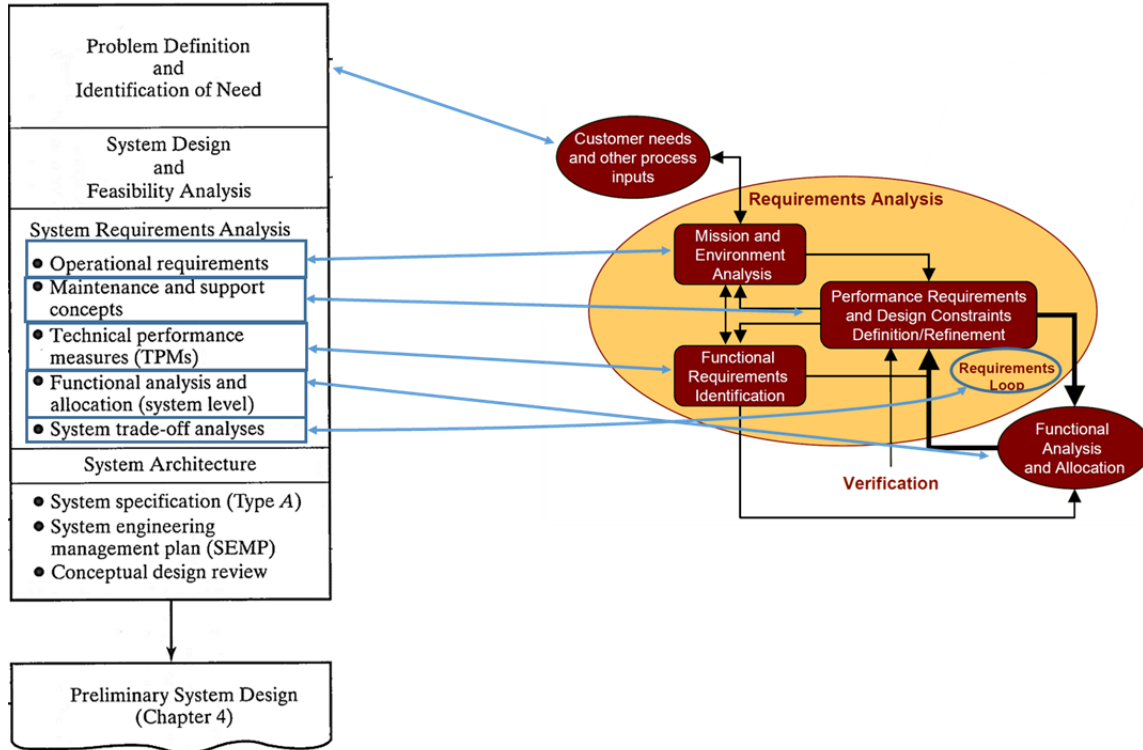 Problem Definition
and
Identification of Need
System Design
and
Feasibility Analysis
System Requirements Analysis
● Operational requirements
● Maintenance and support
concepts
● Technical performance
measures (TPMs)
● Functional analysis and
allocation (system level)
● System trade-off analyses
System Architecture
● System specification (Type A)
● System engineering
management plan (SEMP)
● Conceptual design review
Preliminary System Design
(Chapter 4)
Customer needs
and other process
inputs
Requirements Analysis
Mission and
Environment
Analysis
Performance Requirements
and Design Constraints
Definition/Refinement
Functional
Requirements
Identification
Requirements
Loop
Functional
Analysis
and Allocation
Verification